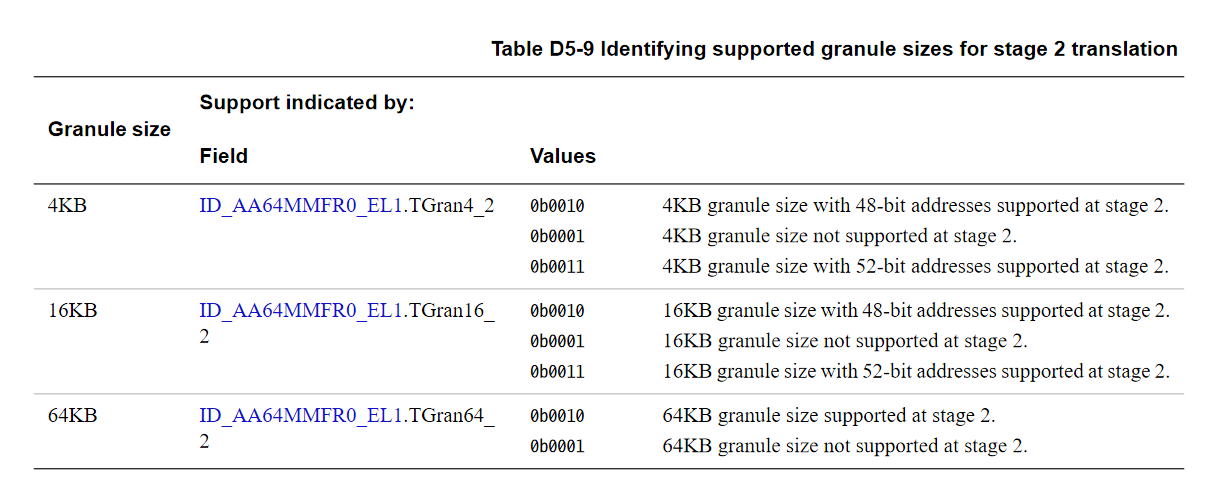 Table D5-9 Identifying supported granule sizes for stage 2 translation
Support indicated by:
Granule size
Field Values
4KB ID_AA64MMFR0_EL1.TGran4_2 0b0010 4KB granule size with 48-bit addresses supported at stage 2.
0b0001 4KB granule size not supported at stage 2.
0b0011 4KB granule size with 52-bit addresses supported at stage 2.
16KB ID_AA64MMFR0_EL1.TGran16_ 0b0010 16KB granule size with 48-bit addresses supported at stage 2.
2 0b0001 16KB granule size not supported at stage 2.
0b0011 16KB granule size with 52-bit addresses supported at stage 2.
64KB ID_AA64MMFR0_EL1.TGran64_ 0b0010 64KB granule size supported at stage 2.
2 0b0001 64KB granule size not supported at stage 2.